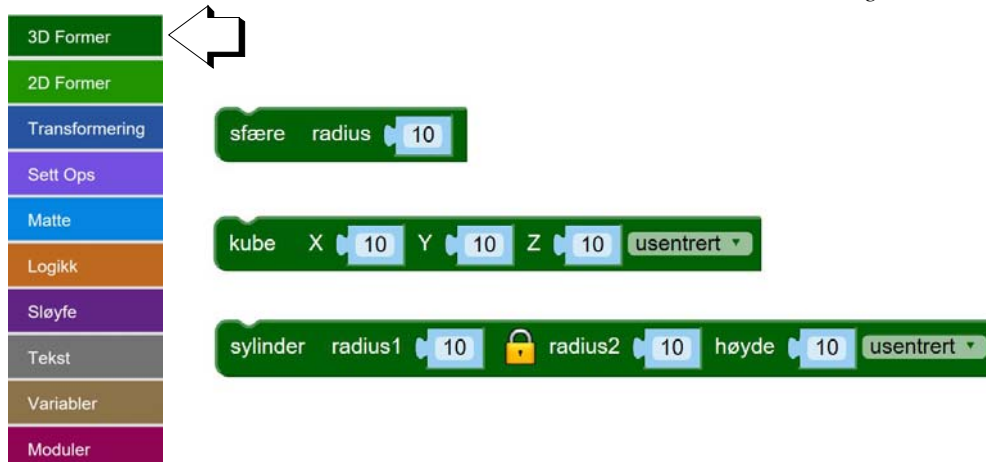 3D Former
2D Former
Transformering
Sett Ops
Matte
Logikk
Sløyfe
Tekst
Variabler
Moduler
sfære radius 10
kube X 10 Y 10 Z 10 usentrert
sylinder radius1 10 radius2 10 høyde 10 usentrert